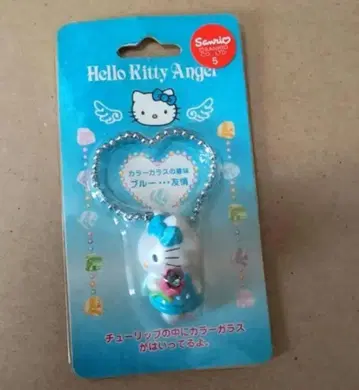 Sanrio
Hello Kitty Angel
5
カラーガラスの意味
ブルー・・・友情
チューリップの中にカラーガラス
がはいってるよ。